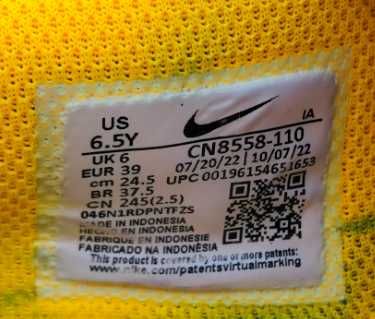 US
6.5Y
IA
UK 6
EUR 39
cm 24.5
BR 37.5
CN 245(2.5)
CN8558-110
07/20/22 | 10/07/22
UPC 00196154651653
046N1RDPNTFZS
MADE IN INDONESIA
HECHO EN INDONESIA
FABRIQUE EN INDONESIE
FABRICADO NA INDONÉSIA
This product is covered by one or more patents:
www.nike.com/patentsvirtualmarking